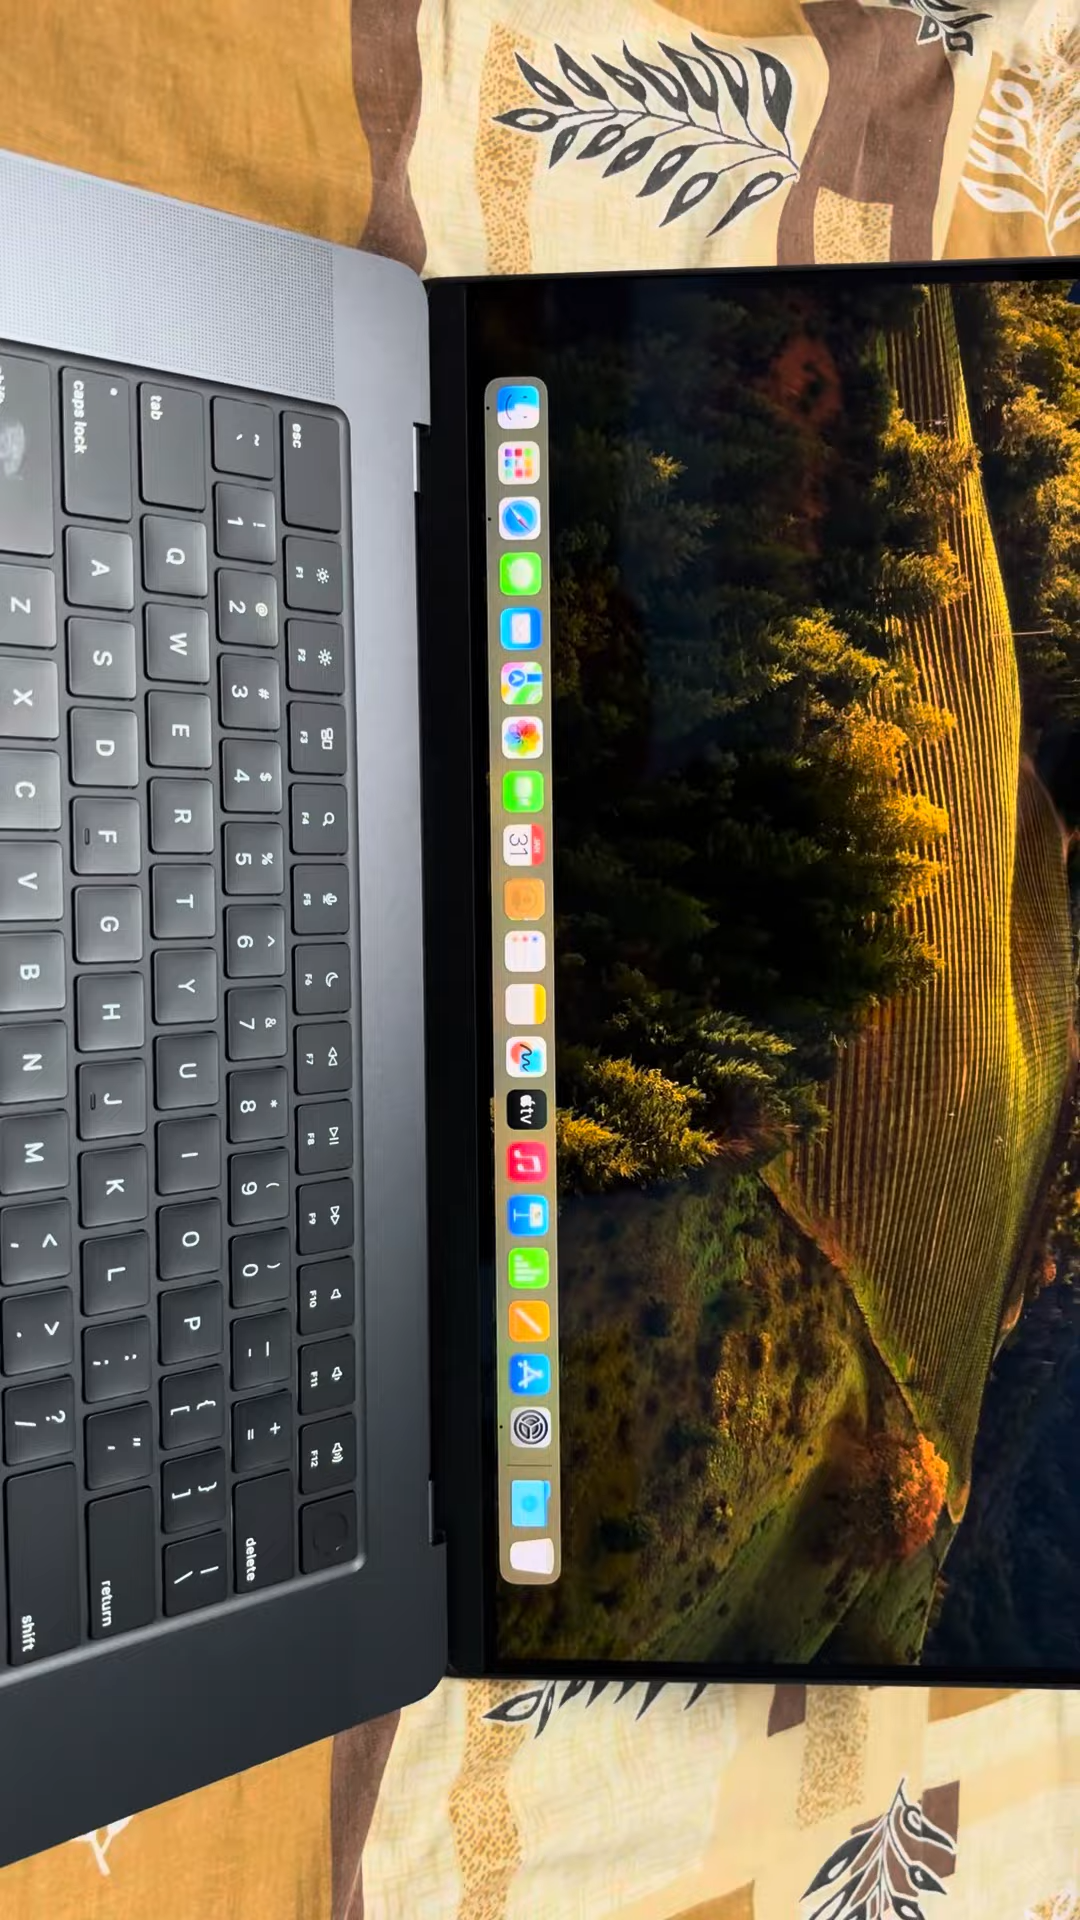 JAN
31
tv
esc
F1
F2
F3
F4
F5
F6
F7
F8
F9
F10
F11
F12
~ ! @ # $ % ^ & * ( ) _ +
` 1 2 3 4 5 6 7 8 9 0 - = delete
tab Q W E R T Y U I O P { [ } ] | \
caps lock A S D F G H J K L : ; " ' return
Z X C V B N M < , > . ? / shift